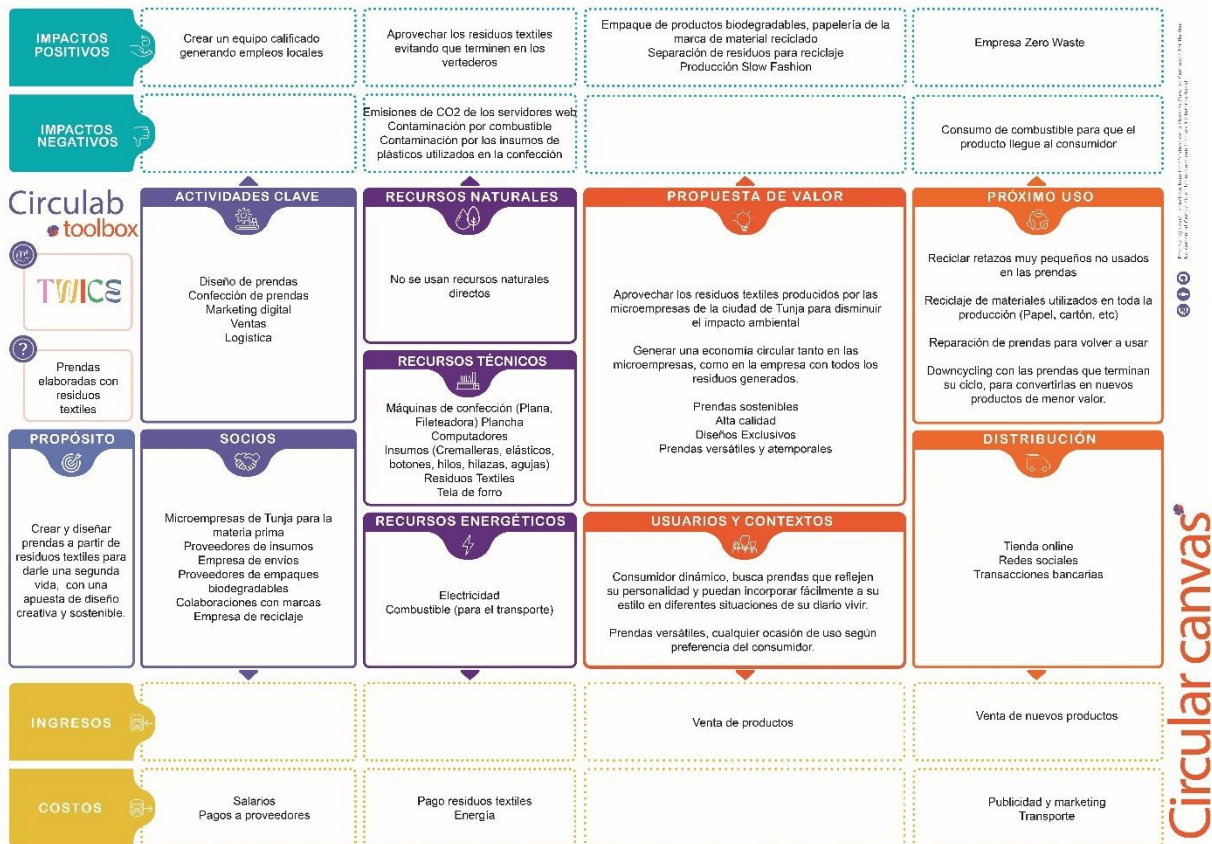 IMPACTOS
POSITIVOS
Crear un equipo calificado
generando empleos locales
Aprovechar los residuos textiles
evitando que terminen en los
vertederos
Empaque de productos biodegradables, papelería de la
marca de material reciclado
Separación de residuos para reciclaje
Producción Slow Fashion
Empresa Zero Waste
IMPACTOS
NEGATIVOS
Emisiones de CO2 de los servidores web
Contaminación por combustible
Contaminación por los insumos de
plásticos utilizados en la confección
Consumo de combustible para que el
producto llegue al consumidor
Circulab
toolbox
TWICE
?
Prendas
elaboradas con
residuos
textiles
ACTIVIDADES CLAVE
Diseño de prendas
Confección de prendas
Marketing digital
Ventas
Logística
RECURSOS NATURALES
No se usan recursos naturales
directos
RECURSOS TÉCNICOS
Máquinas de confección (Plana,
Fileteadora) Plancha
Computadores
Insumos (Cremalleras, elásticos,
botones, hilos, hilazas, agujas)
Residuos Textiles
Tela de forro
PROPUESTA DE VALOR
Aprovechar los residuos textiles producidos por las
microempresas de la ciudad de Tunja para disminuir
el impacto ambiental
Generar una economía circular tanto en las
microempresas, como en la empresa con todos los
residuos generados.
Prendas sostenibles
Alta calidad
Diseños Exclusivos
Prendas versátiles y atemporales
PRÓXIMO USO
Reciclar retazos muy pequeños no usados
en las prendas
Reciclaje de materiales utilizados en toda la
producción (Papel, cartón, etc)
Reparación de prendas para volver a usar
Downcycling con las prendas que terminan
su ciclo, para convertirlas en nuevos
productos de menor valor.
PROPÓSITO
Crear y diseñar
prendas a partir de
residuos textiles para
darle una segunda
vida, con una
apuesta de diseño
creativa y sostenible.
SOCIOS
Microempresas de Tunja para la
materia prima
Proveedores de insumos
Empresa de envíos
Proveedores de empaques
biodegradables
Colaboraciones con marcas
Empresa de reciclaje
RECURSOS ENERGÉTICOS
Electricidad
Combustible (para el transporte)
USUARIOS Y CONTEXTOS
Consumidor dinámico, busca prendas que reflejen
su personalidad y puedan incorporar fácilmente a su
estilo en diferentes situaciones de su diario vivir.
Prendas versátiles, cualquier ocasión de uso según
preferencia del consumidor.
DISTRIBUCIÓN
Tienda online
Redes sociales
Transacciones bancarias
INGRESOS
Venta de productos
Venta de nuevos productos
COSTOS
Salarios
Pagos a proveedores
Pago residuos textiles
Energía
Publicidad y marketing
Transporte
Circular canvas